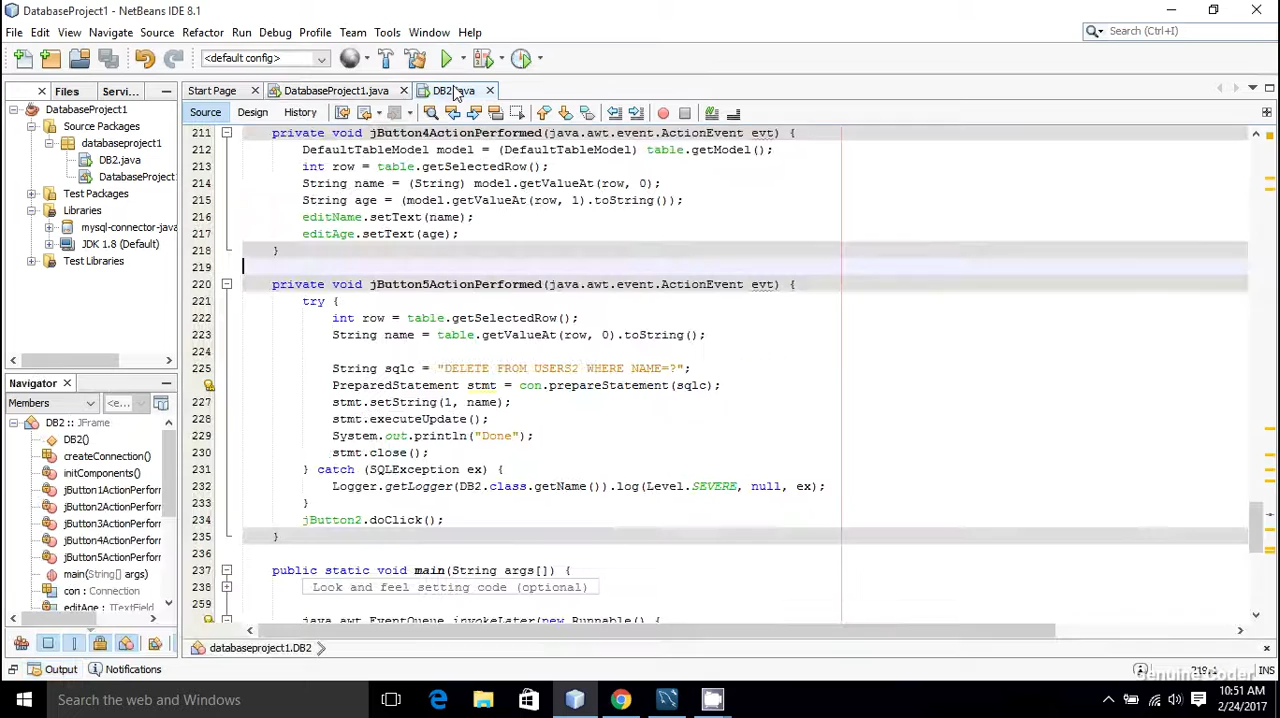 DatabaseProject1 - NetBeans IDE 8.1
File Edit View Navigate Source Refactor Run Debug Profile Team Tools Window Help
Search (Ctrl+I)
<default config>
Files Servi...
Start Page DatabaseProject1.java DB2.java
Source Design History
DatabaseProject1
Source Packages
databaseproject1
DB2.java
DatabaseProject1
Test Packages
Libraries
mysql-connector-java
JDK 1.8 (Default)
Test Libraries
Navigator
Members <e...
DB2 :: JFrame
DB2()
createConnection()
initComponents()
jButton1ActionPerfor
jButton2ActionPerfor
jButton3ActionPerfor
jButton4ActionPerfor
jButton5ActionPerfor
main(String[] args)
con : Connection
editAge : JTextField
211 private void jButton4ActionPerformed(java.awt.event.ActionEvent evt) {
212 DefaultTableModel model = (DefaultTableModel) table.getModel();
213 int row = table.getSelectedRow();
214 String name = (String) model.getValueAt(row, 0);
215 String age = (model.getValueAt(row, 1).toString());
216 editName.setText(name);
217 editAge.setText(age);
218 }
219
220 private void jButton5ActionPerformed(java.awt.event.ActionEvent evt) {
221 try {
222 int row = table.getSelectedRow();
223 String name = table.getValueAt(row, 0).toString();
224
225 String sqlc = "DELETE FROM USERS2 WHERE NAME=?";
PreparedStatement stmt = con.prepareStatement(sqlc);
227 stmt.setString(1, name);
228 stmt.executeUpdate();
229 System.out.println("Done");
230 stmt.close();
231 } catch (SQLException ex) {
232 Logger.getLogger(DB2.class.getName()).log(Level.SEVERE, null, ex);
233 }
234 jButton2.doClick();
235 }
236
237 public static void main(String args[]) {
238 Look and feel setting code (optional)
259
java.awt.EventQueue.invokeLater(new Runnable() {
databaseproject1.DB2
Output Notifications
INS
Genuine Coder
Search the web and Windows
10:51 AM
2/24/2017